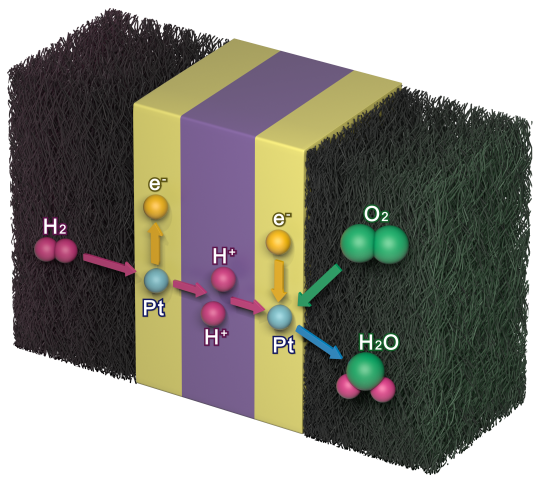 e⁻
e⁻
O₂
H₂
H⁺
Pt
H⁺
Pt
H₂O